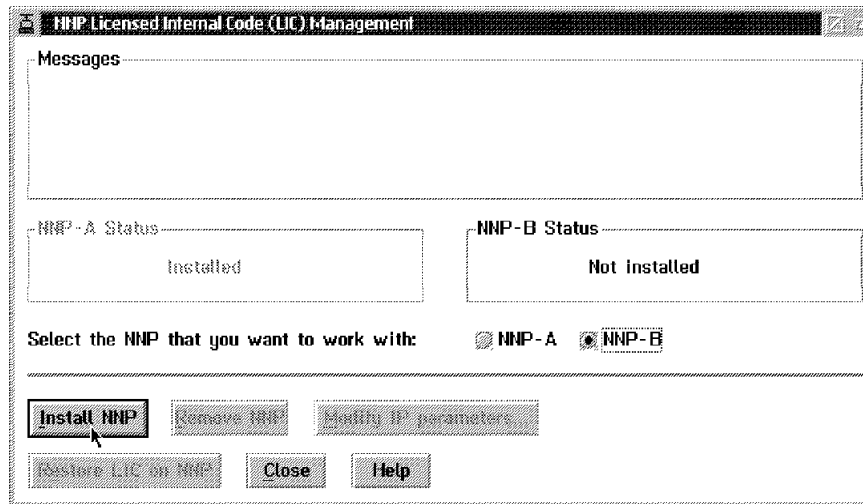 NNP Licensed Internal Code (LIC) Management
Messages
NNP-A Status
NNP-B Status
Installed
Not installed
Select the NNP that you want to work with: NNP-A NNP-B
Install NNP Remove NNP Modify IP parameters...
Restore LIC on NNP Close Help